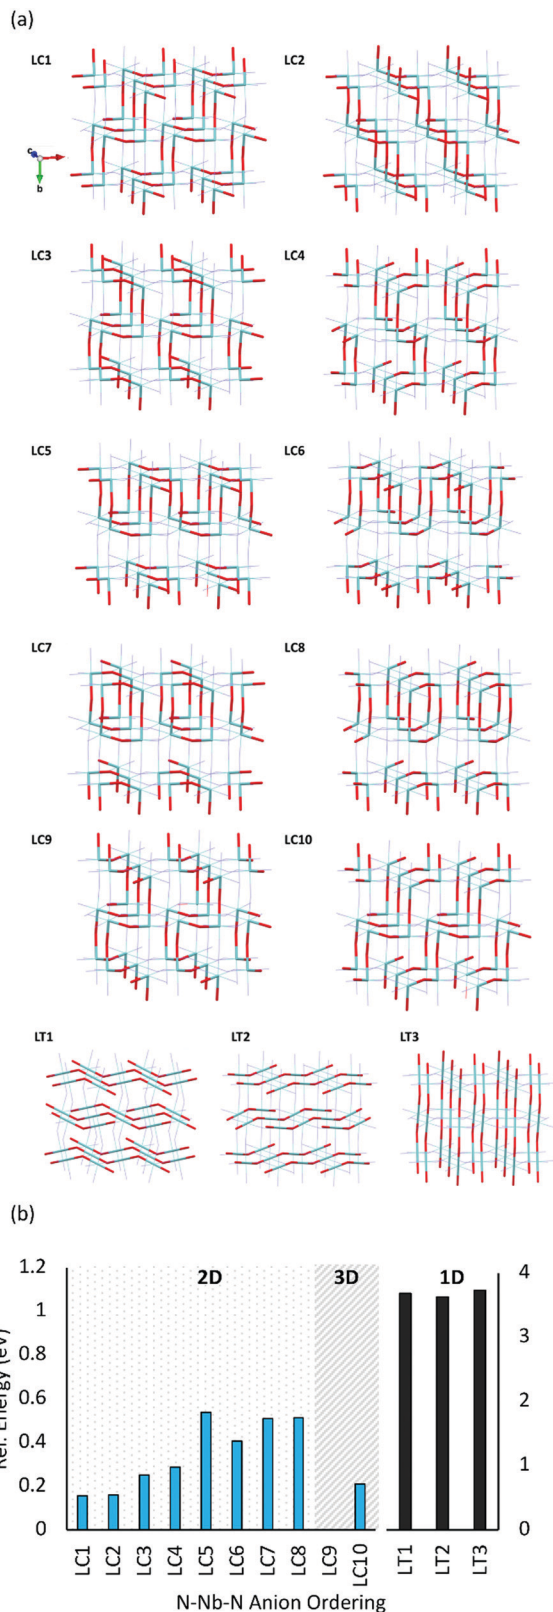 (a)
LC1
LC2
c
b
LC3
LC4
LC5
LC6
LC7
LC8
LC9
LC10
LT1
LT2
LT3
(b)
2D
3D
1D
1.2
1
0.8
0.6
0.4
0.2
0
4
3
2
1
0
Energy (eV)
LC1
LC2
LC3
LC4
LC5
LC6
LC7
LC8
LC9
LC10
LT1
LT2
LT3
N-Nb-N Anion Ordering